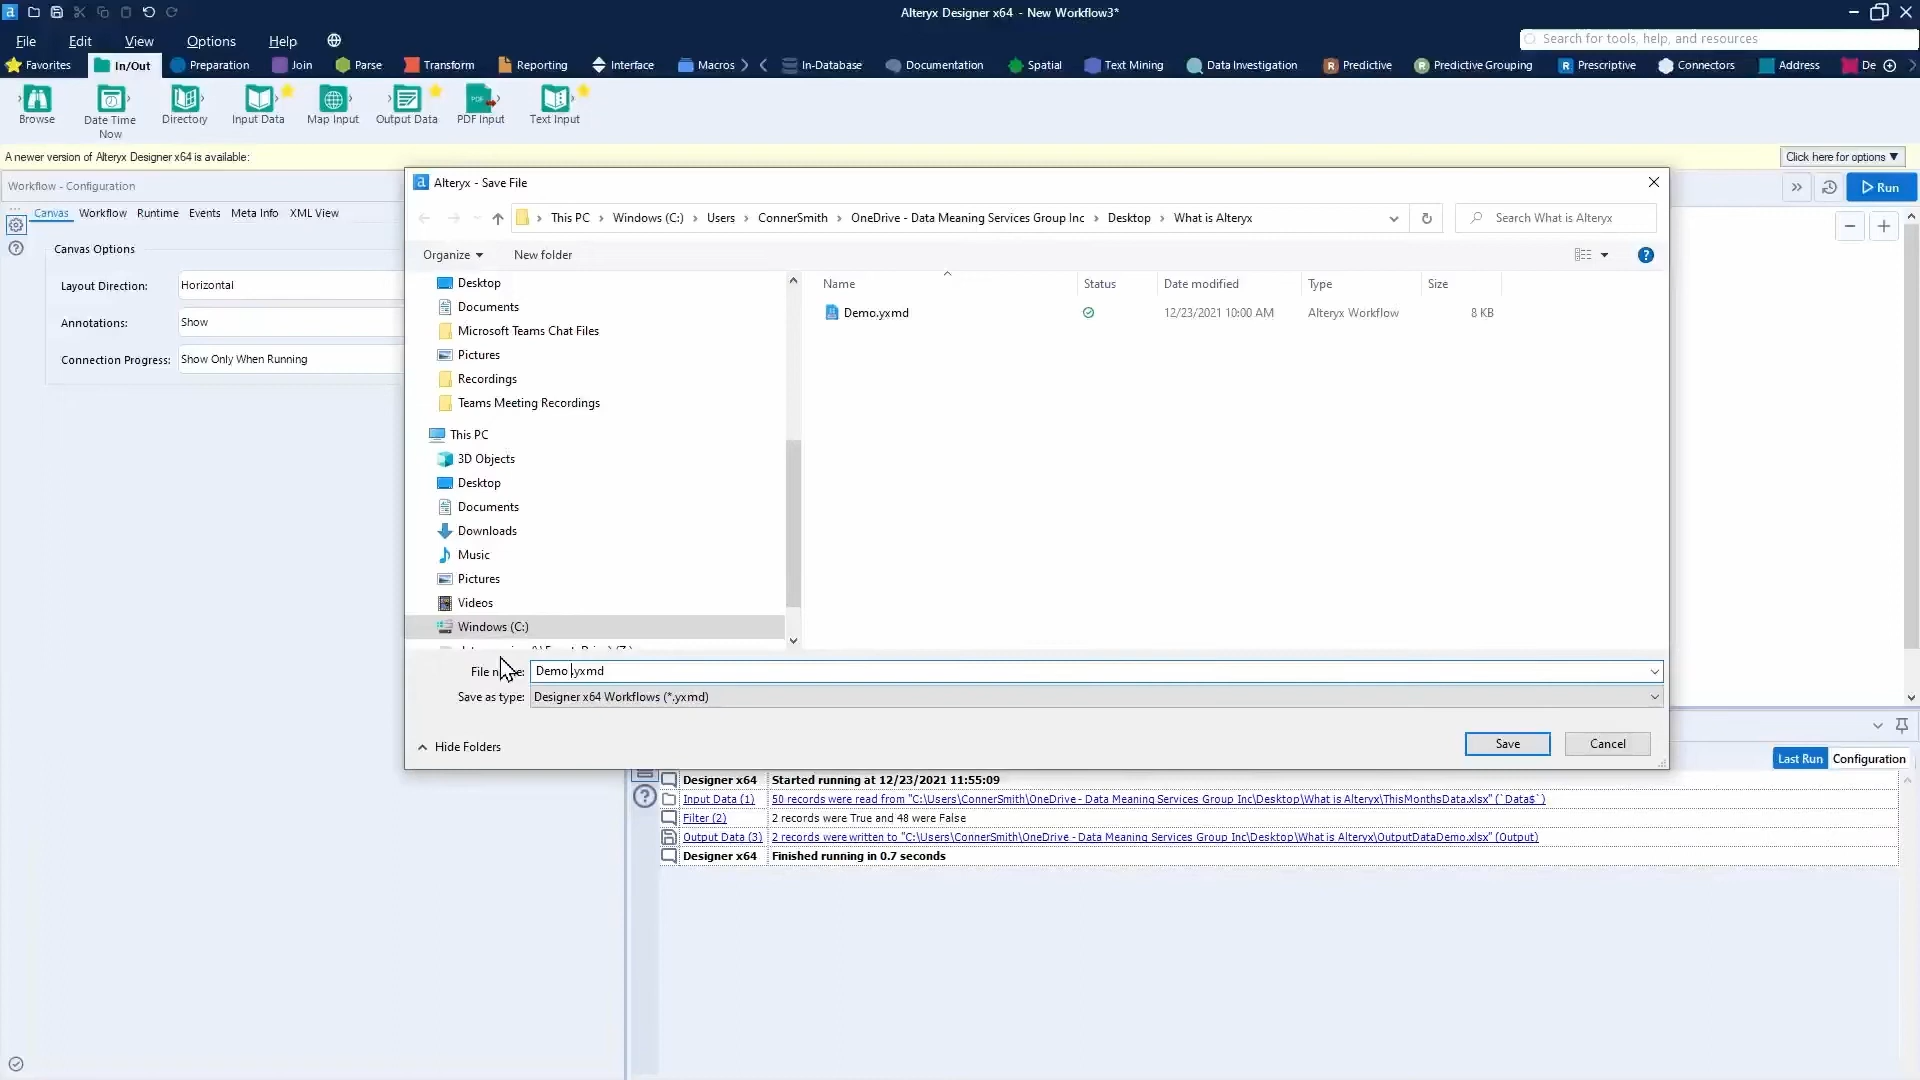 Alteryx Designer x64 - New Workflow3*
File Edit View Options Help
Search for tools, help, and resources
Favorites In/Out Preparation Join Parse Transform Reporting Interface Macros In-Database Documentation Spatial Text Mining Data Investigation Predictive Predictive Grouping Prescriptive Connectors Address De
Browse Date Time Now Directory Input Data Map Input Output Data PDF Input Text Input
A newer version of Alteryx Designer x64 is available:
Click here for options ▼
Workflow - Configuration
Run
Canvas Workflow Runtime Events Meta Info XML View
Canvas Options
Layout Direction: Horizontal
Annotations: Show
Connection Progress: Show Only When Running
Alteryx - Save File
This PC > Windows (C:) > Users > ConnerSmith > OneDrive - Data Meaning Services Group Inc > Desktop > What is Alteryx
Search What is Alteryx
Organize New folder
Desktop
Documents
Microsoft Teams Chat Files
Pictures
Recordings
Teams Meeting Recordings
This PC
3D Objects
Desktop
Documents
Downloads
Music
Pictures
Videos
Windows (C:)
Name Status Date modified Type Size
Demo.yxmd 12/23/2021 10:00 AM Alteryx Workflow 8 KB
File name: Demo .yxmd
Save as type: Designer x64 Workflows (*.yxmd)
Hide Folders
Save Cancel
Last Run Configuration
Designer x64 Started running at 12/23/2021 11:55:09
Input Data (1) 50 records were read from "C:\Users\ConnerSmith\OneDrive - Data Meaning Services Group Inc\Desktop\What is Alteryx\ThisMonthsData.xlsx" (`Data$`)
Filter (2) 2 records were True and 48 were False
Output Data (3) 2 records were written to "C:\Users\ConnerSmith\OneDrive - Data Meaning Services Group Inc\Desktop\What is Alteryx\OutputDataDemo.xlsx" (Output)
Designer x64 Finished running in 0.7 seconds